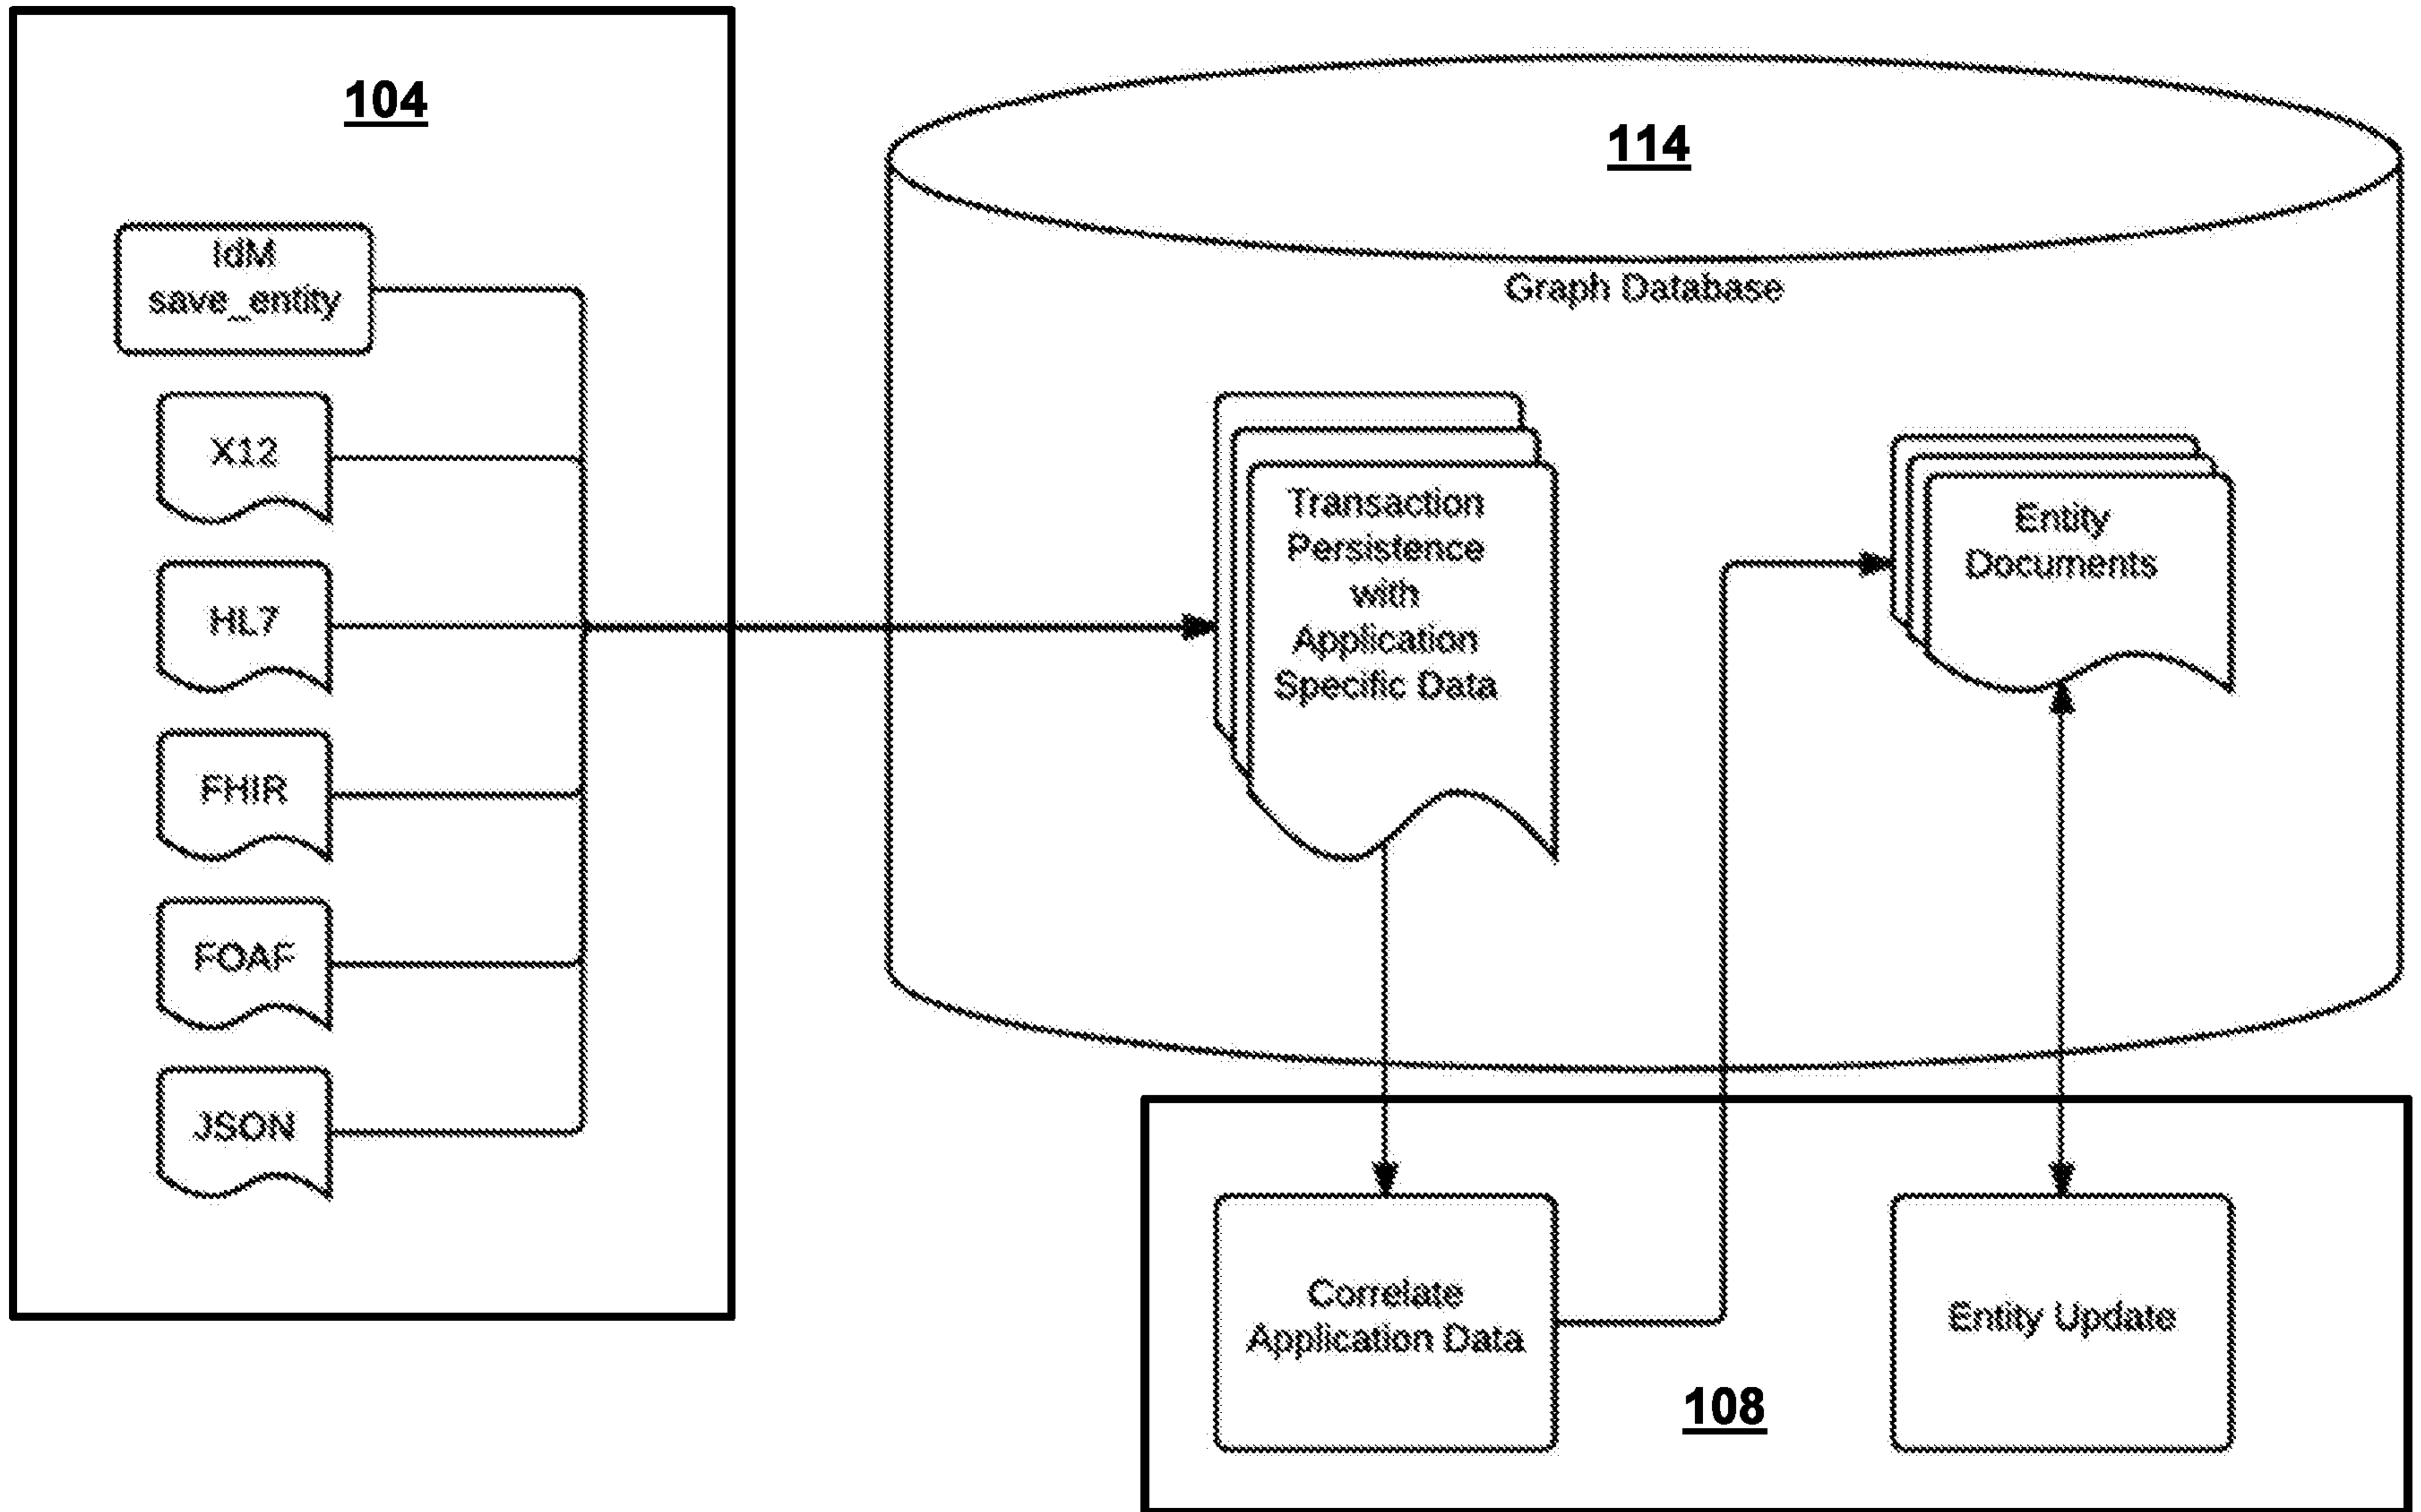 104
IdM
save_entity
X12
HL7
FHIR
FOAF
JSON
114
Graph Database
Transaction
Persistence
with
Application
Specific Data
Entity
Documents
Correlate
Application Data
Entity Update
108